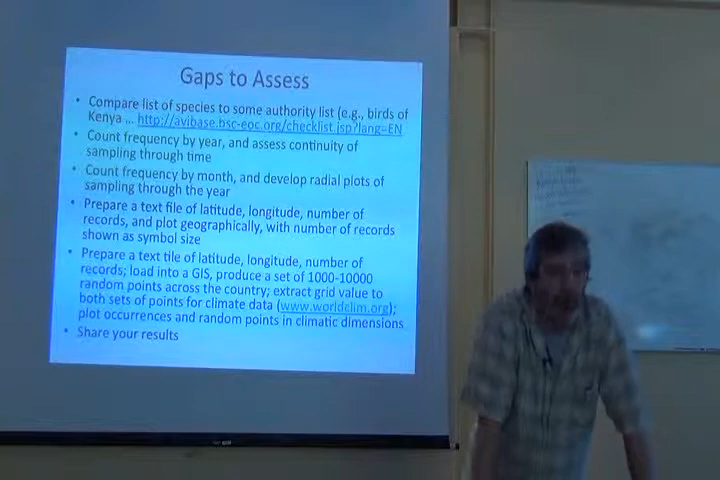 Gaps to Assess
• Compare list of species to some authority list (e.g., birds of
Kenya ... http://avibase.bsc-eoc.org/checklist.jsp?lang=EN
• Count frequency by year, and assess continuity of
sampling through time
• Count frequency by month, and develop radial plots of
sampling through the year
• Prepare a text file of latitude, longitude, number of
records, and plot geographically, with number of records
shown as symbol size
• Prepare a text file of latitude, longitude, number of
records; load into a GIS, produce a set of 1000-10000
random points across the country; extract grid value to
both sets of points for climate data (www.worldclim.org);
plot occurrences and random points in climatic dimensions
• Share your results